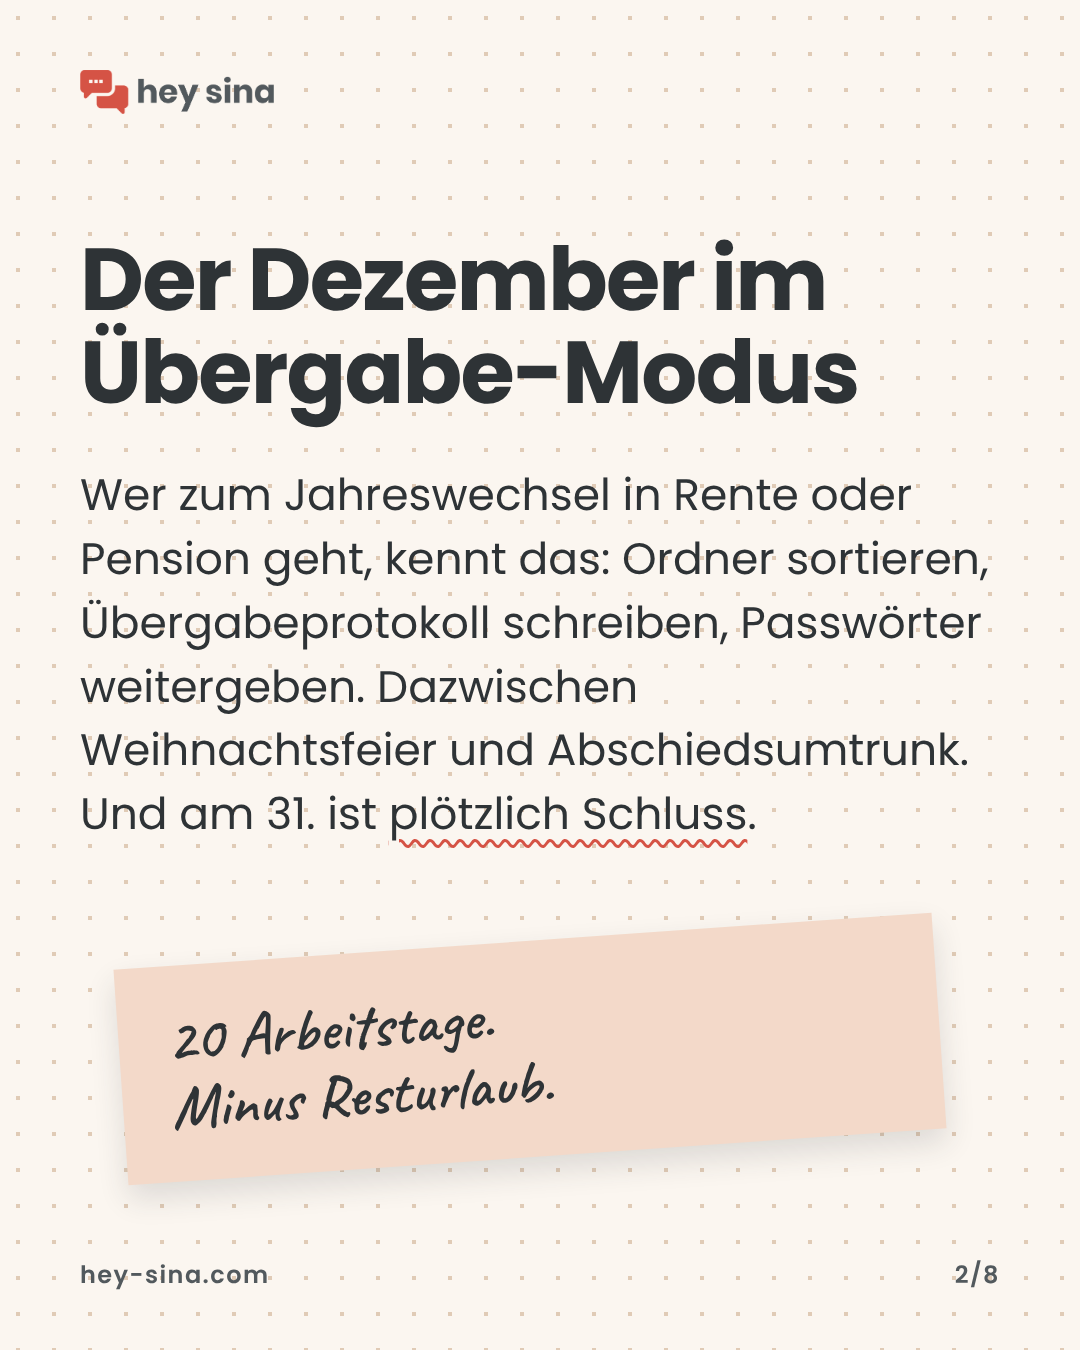 hey sina
Der Dezember im
Übergabe-Modus
Wer zum Jahreswechsel in Rente oder
Pension geht, kennt das: Ordner sortieren,
Übergabeprotokoll schreiben, Passwörter
weitergeben. Dazwischen
Weihnachtsfeier und Abschiedsumtrunk.
Und am 31. ist plötzlich Schluss.
20 Arbeitstage.
Minus Resturlaub.
hey-sina.com
2/8